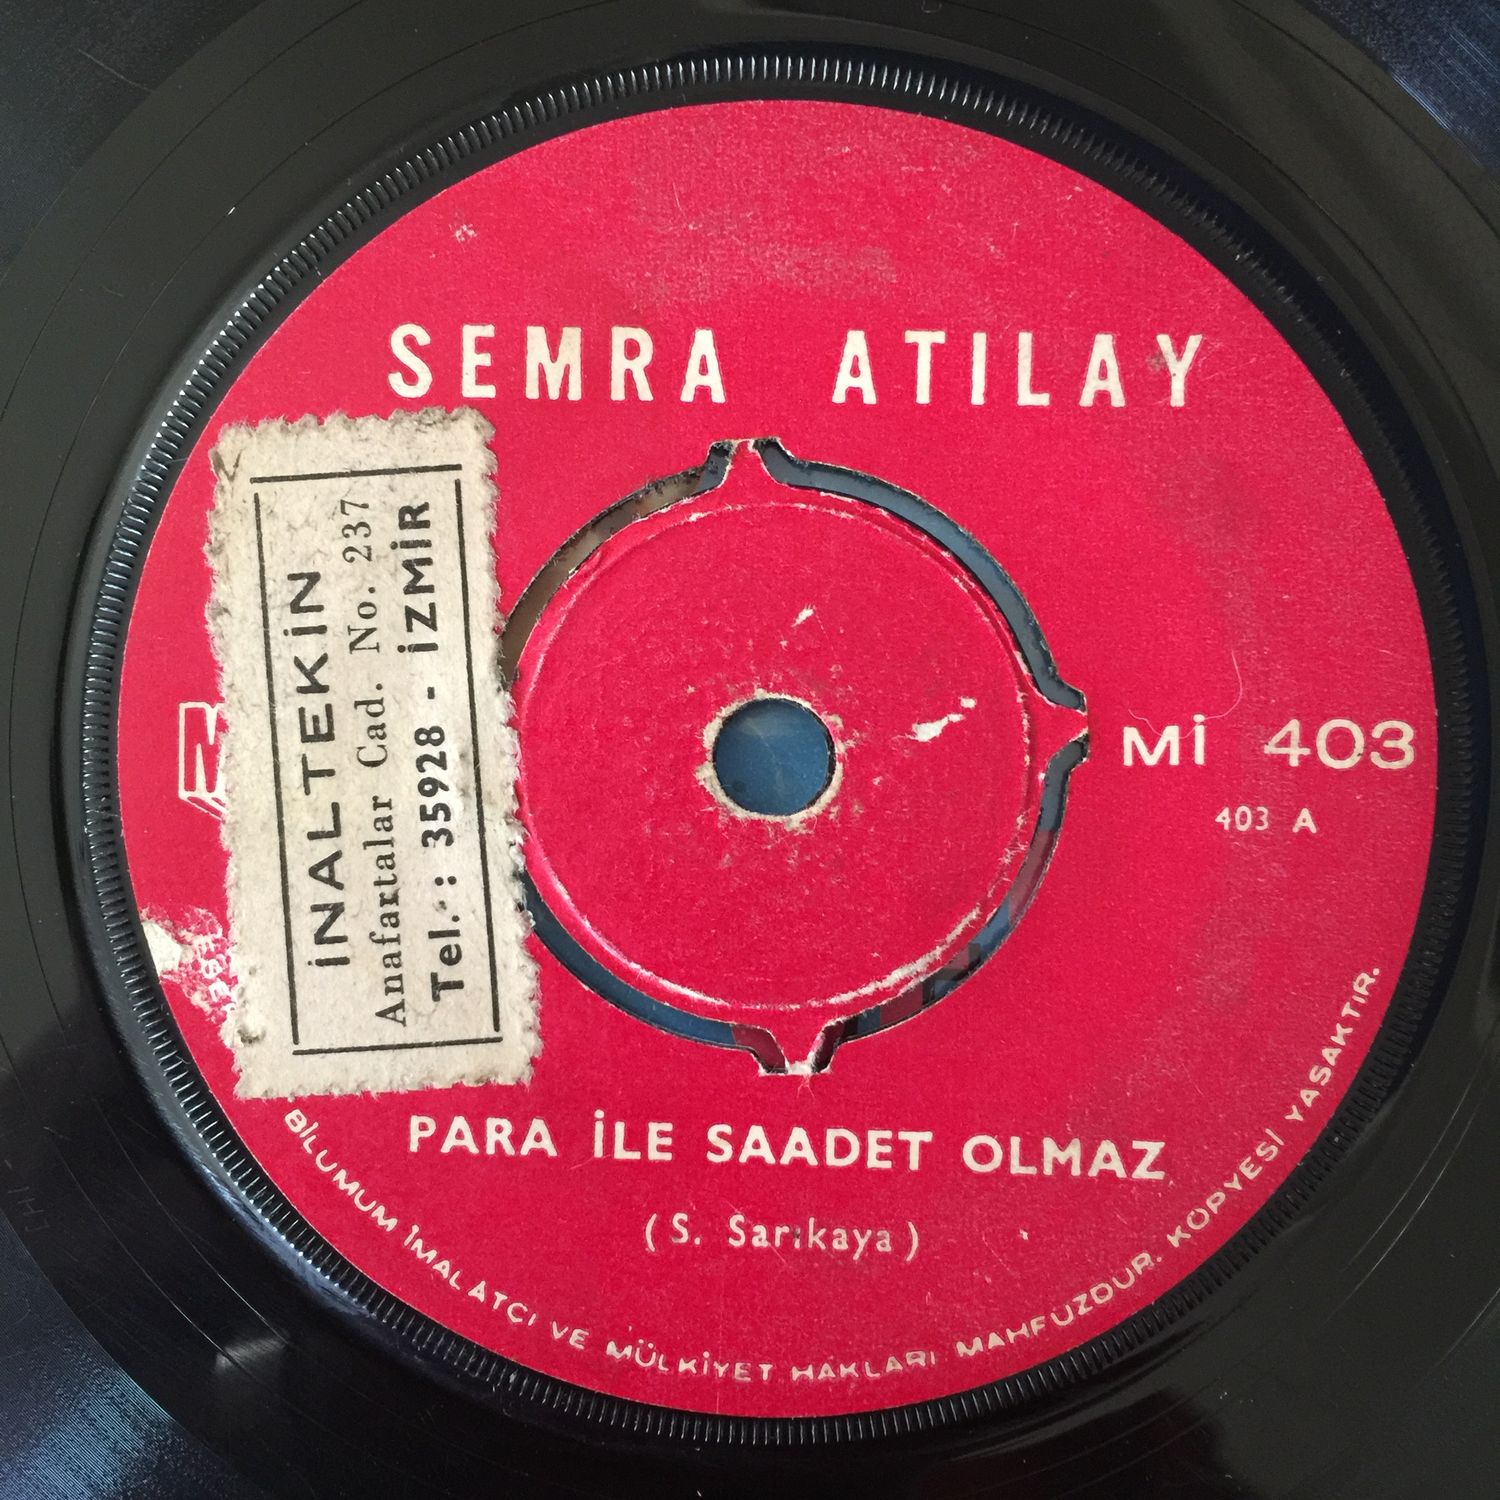 SEMRA ATILAY
İNALTEKİN
Anafartalar Cad. No. 237
Tel.: 35928 - İZMİR
Mİ 403
403 A
PARA İLE SAADET OLMAZ
(S. Sarıkaya)
BİLUMUM İMALATÇI VE MÜLKİYET HAKLARI MAHFUZDUR. KOPYESİ YASAKTIR.